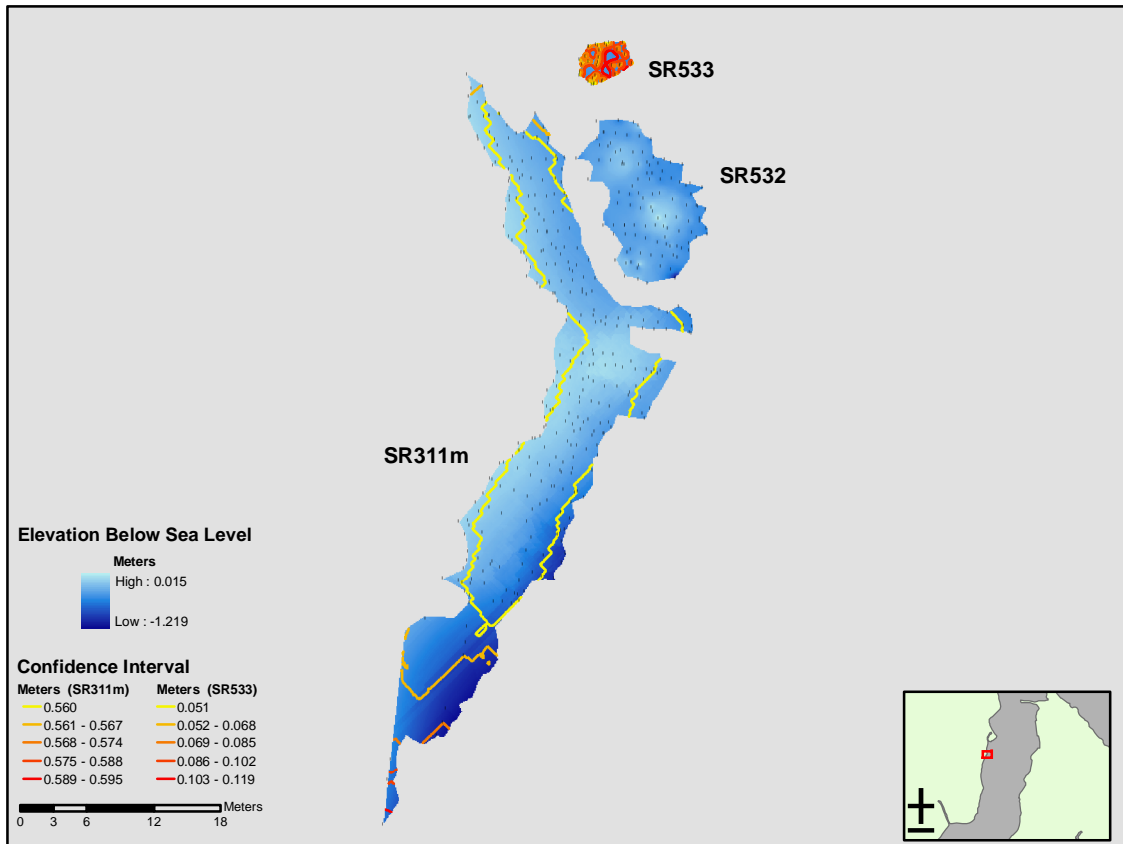 SR533
SR532
SR311m
Elevation Below Sea Level
Meters
High : 0.015
Low : -1.219
Confidence Interval
Meters (SR311m) Meters (SR533)
0.560 0.051
0.561 - 0.567 0.052 - 0.068
0.568 - 0.574 0.069 - 0.085
0.575 - 0.588 0.086 - 0.102
0.589 - 0.595 0.103 - 0.119
Meters
0 3 6 12 18